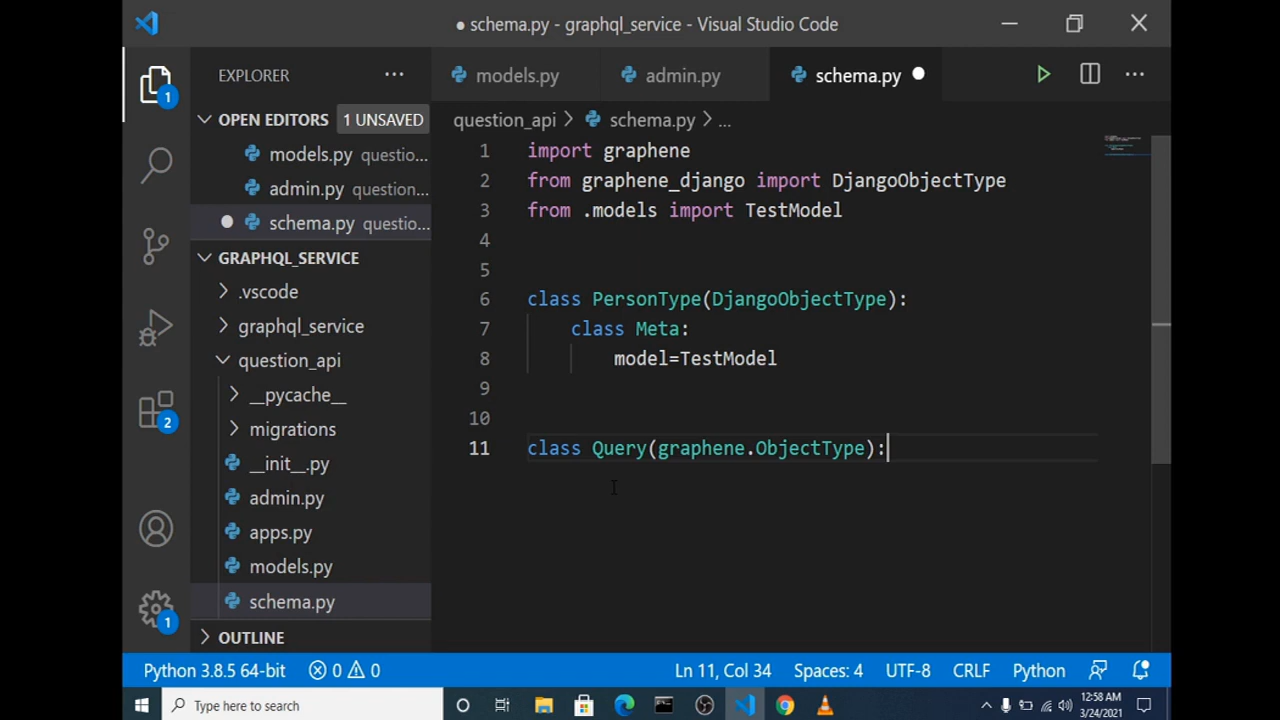 ● schema.py - graphql_service - Visual Studio Code
EXPLORER
models.py
admin.py
schema.py
OPEN EDITORS
1 UNSAVED
models.py questio...
admin.py question...
schema.py questio...
GRAPHQL_SERVICE
.vscode
graphql_service
question_api
__pycache__
migrations
__init__.py
admin.py
apps.py
models.py
schema.py
OUTLINE
1
2
1
question_api > schema.py > ...
1 import graphene
2 from graphene_django import DjangoObjectType
3 from .models import TestModel
4
5
6 class PersonType(DjangoObjectType):
7 class Meta:
8 model=TestModel
9
10
11 class Query(graphene.ObjectType):
Python 3.8.5 64-bit 0 0 Ln 11, Col 34 Spaces: 4 UTF-8 CRLF Python
Type here to search
12:58 AM
3/24/2021